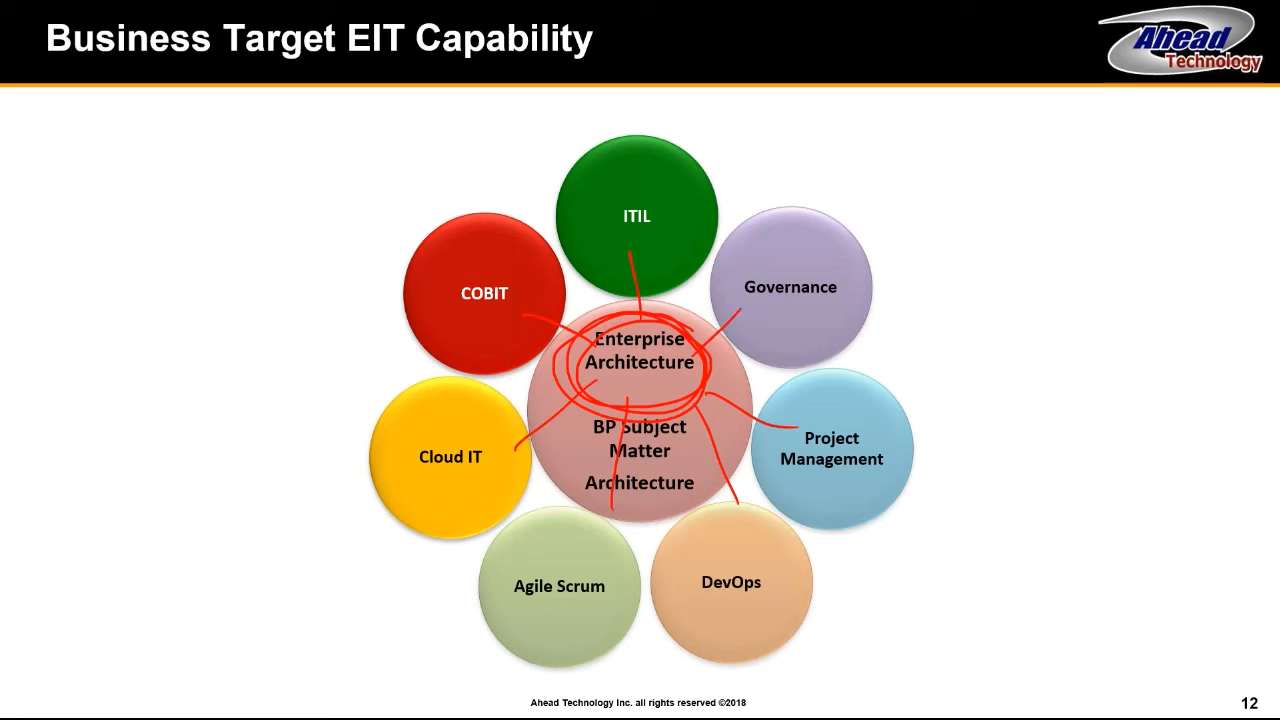 Business Target EIT Capability
Ahead
Technology
ITIL
COBIT
Governance
Enterprise
Architecture
BP Subject
Matter
Architecture
Cloud IT
Project
Management
Agile Scrum
DevOps
Ahead Technology Inc. all rights reserved ©2018
12